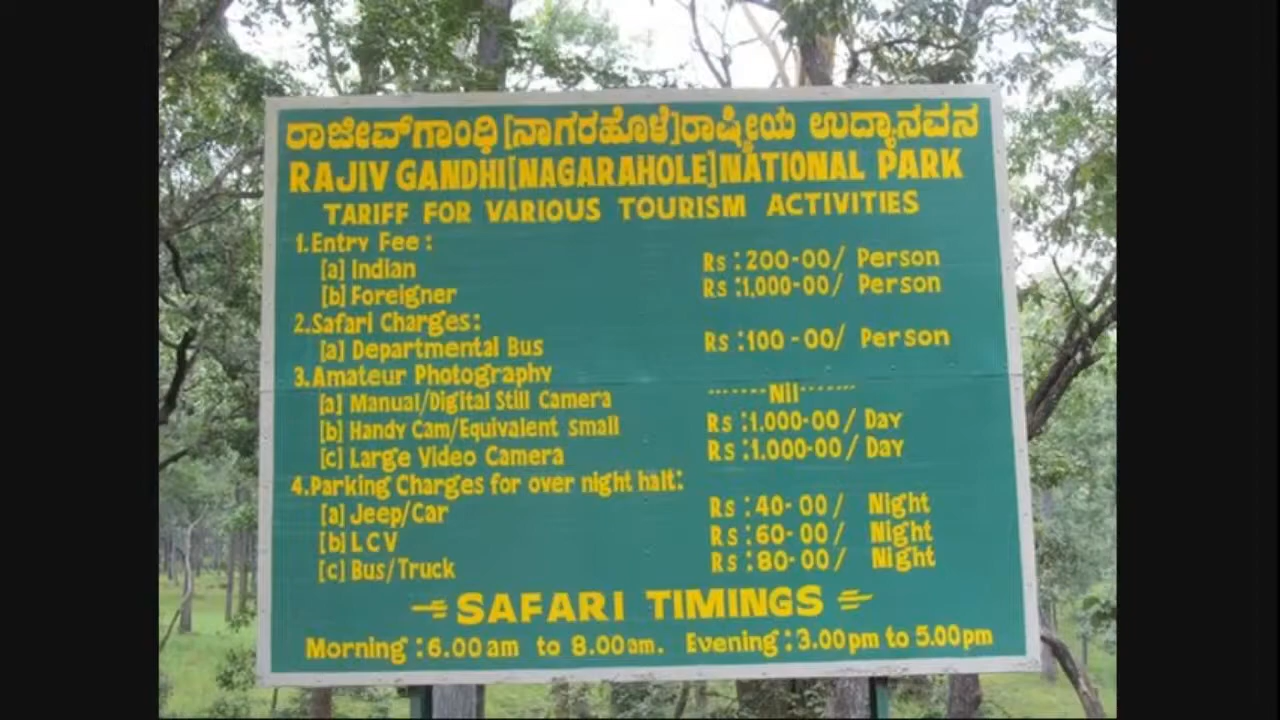 ರಾಜೀವ್‌ಗಾಂಧಿ [ನಾಗರಹೊಳೆ] ರಾಷ್ಟ್ರೀಯ ಉದ್ಯಾನವನ
RAJIV GANDHI [NAGARAHOLE] NATIONAL PARK
TARIFF FOR VARIOUS TOURISM ACTIVITIES
1.Entry Fee :
[a] Indian Rs : 200-00/ Person
[b] Foreigner Rs :1,000-00/ Person
2.Safari Charges:
[a] Departmental Bus Rs :100 -00/ Person
3.Amateur Photography
[a] Manual/Digital Still Camera -------Nil-------
[b] Handy Cam/Equivalent small Rs :1.000-00/ Day
[c] Large Video Camera Rs :1.000-00/ Day
4.Parking Charges for over night halt:
[a] Jeep/Car Rs : 40- 00/ Night
[b] LCV Rs :60- 00/ Night
[c] Bus/Truck Rs :80-00/ Night
SAFARI TIMINGS
Morning : 6.00 am to 8.00am. Evening : 3.00 pm to 5.00pm